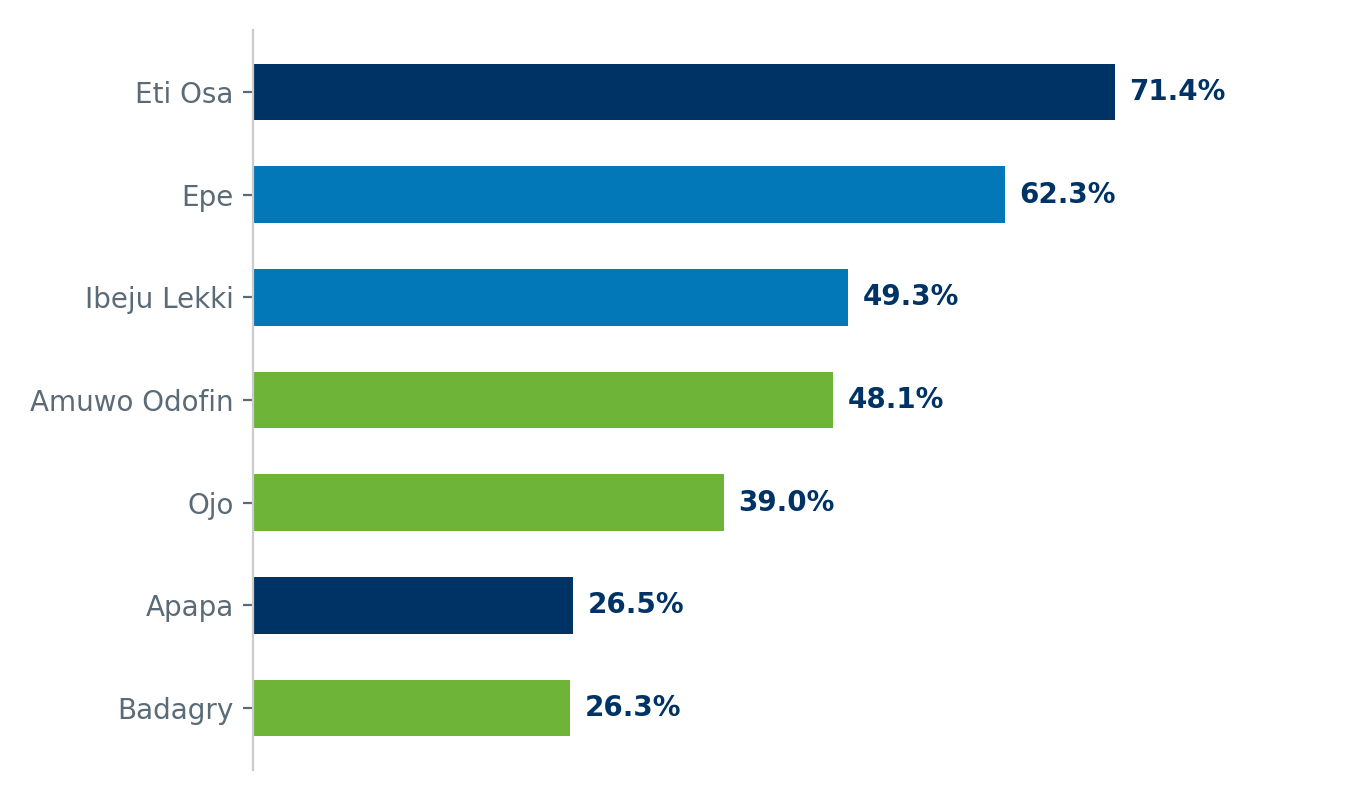 Eti Osa 71.4%
Epe 62.3%
Ibeju Lekki 49.3%
Amuwo Odofin 48.1%
Ojo 39.0%
Apapa 26.5%
Badagry 26.3%